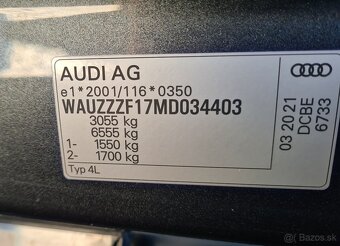 AUDI AG
e1*2001/116*0350
WAUZZZF17MD034403
3055 kg
6555 kg
1- 1550 kg
2- 1700 kg
Typ 4L
03 20 21
DCBE
6733
Bazos.sk